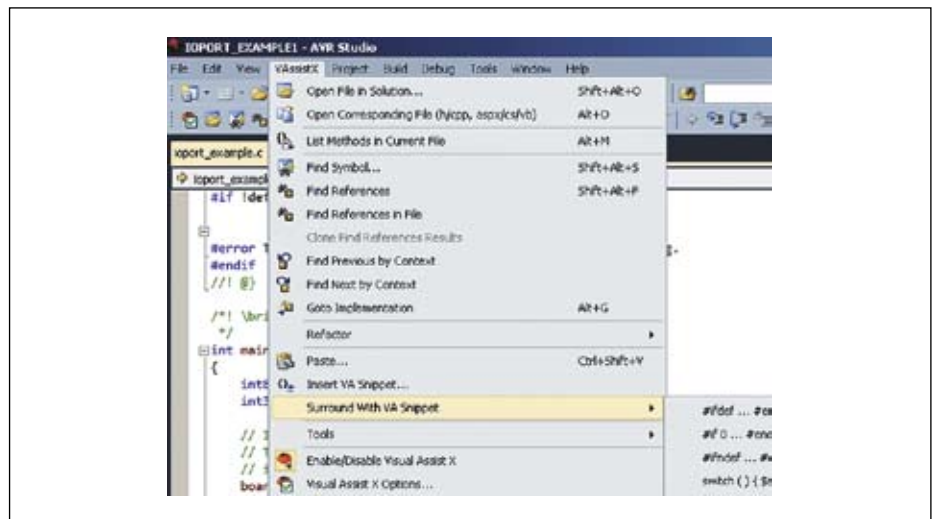 IOPORT_EXAMPLE1 - AVR Studio
File Edit View VAssistX Project Build Debug Tools Window Help
Open File in Solution... Shift+Alt+O
Open Corresponding File (h/cpp, aspx/cs/vb) Alt+O
List Methods in Current File Alt+M
ioport_example.c
Find Symbol... Shift+Alt+S
ioport_exampl
Find References Shift+Alt+F
#if !def
Find References in File
Clone Find References Results
#error T
Find Previous by Context
#endif
//! @}
Find Next by Context
Goto Implementation Alt+G
/*! \bri
*/
Refactor
int main
Paste... Ctrl+Shift+V
{
Insert VA Snippet...
Surround With VA Snippet
#ifdef ... #en
Tools
#if 0 ... #end
//
Enable/Disable Visual Assist X
#ifndef ...
boar
Visual Assist X Options...
switch () {